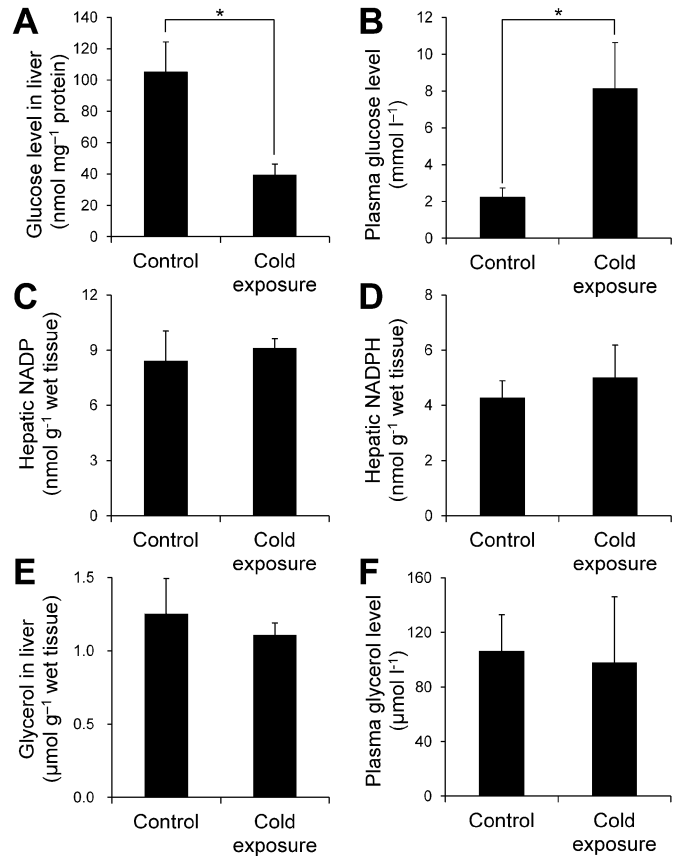 A
Glucose level in liver
(nmol mg–1 protein)
140
120
100
80
60
40
20
0
*
Control
Cold
exposure
B
Plasma glucose level
(mmol l–1)
12
10
8
6
4
2
0
*
Control
Cold
exposure
C
Hepatic NADP
(nmol g-1 wet tissue)
12
9
6
3
0
Control
Cold
exposure
D
Hepatic NADPH
(nmol g-1 wet tissue)
8
6
4
2
0
Control
Cold
exposure
E
Glycerol in liver
(μmol g–1 wet tissue)
1.5
1.0
0.5
0.0
Control
Cold
exposure
F
Plasma glycerol level
(μmol l-1)
160
120
80
40
0
Control
Cold
exposure